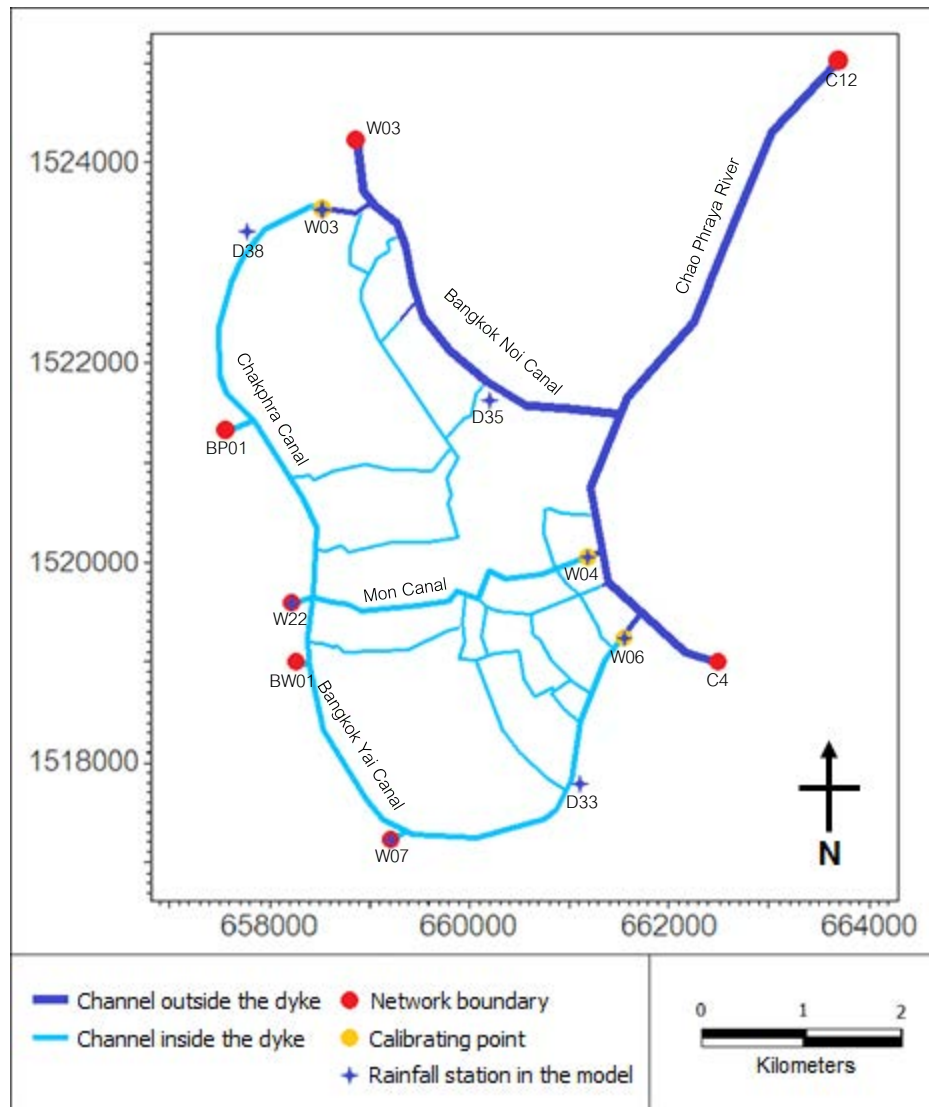 C12
W03
1524000
W03
D38
Chao Phraya River
Bangkok Noi Canal
1522000
Chakphra Canal
D35
BP01
1520000
W04
Mon Canal
W22
W06
BW01
C4
Bangkok Yai Canal
1518000
D33
W07
N
658000 660000 662000 664000
Channel outside the dyke
Network boundary
Channel inside the dyke
Calibrating point
Rainfall station in the model
0 1 2
Kilometers